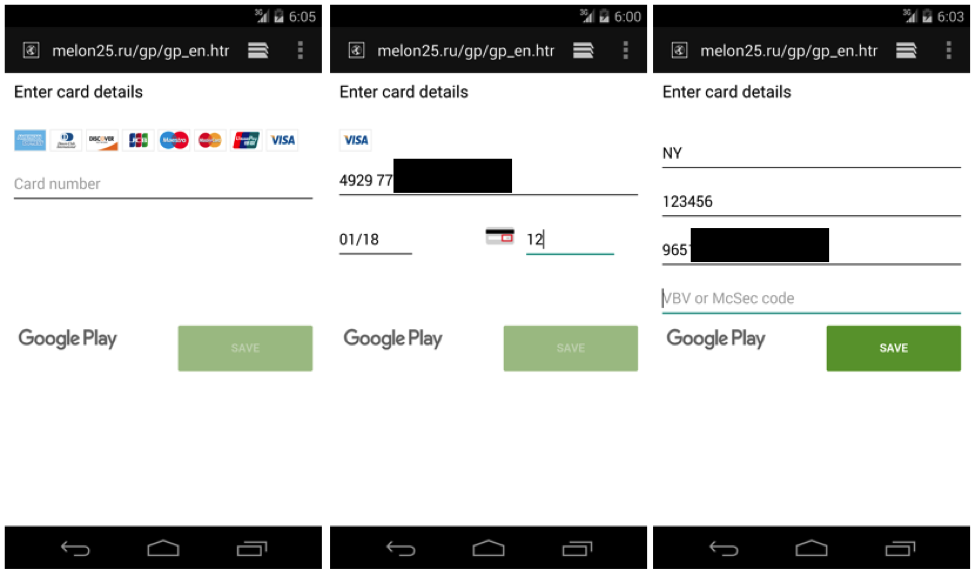 3G 6:05
melon25.ru/gp/gp_en.htr
Enter card details
DISCOVER JCB Maestro MasterCard VISA
Card number
Google Play
SAVE
3G 6:00
melon25.ru/gp/gp_en.htr
Enter card details
VISA
4929 77
01/18 12
Google Play
SAVE
3G 6:03
melon25.ru/gp/gp_en.htr
Enter card details
NY
123456
965
VBV or McSec code
Google Play
SAVE